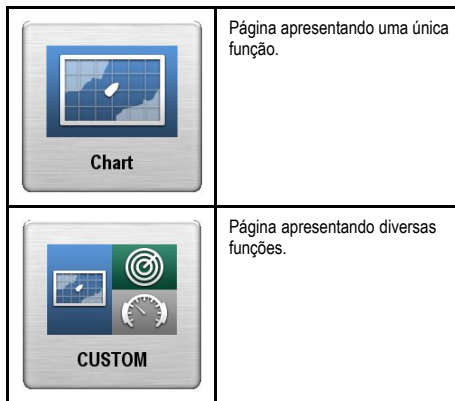 Chart
Página apresentando uma única
função.
CUSTOM
Página apresentando diversas
funções.